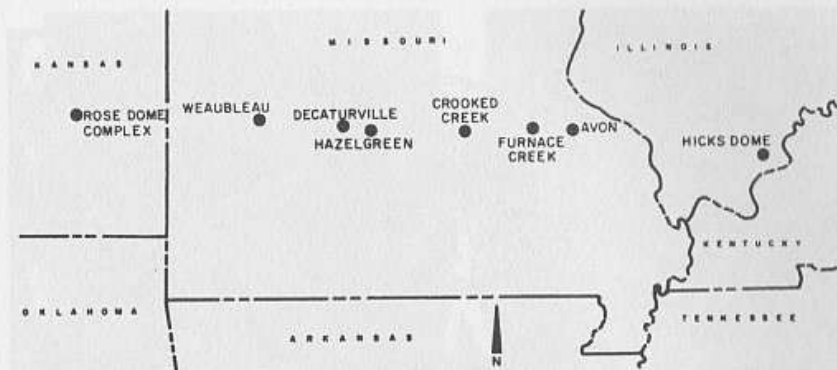 MISSOURI
ILLINOIS
KANSAS
ROSE DOME
COMPLEX
WEAUBLEAU
DECATURVILLE
HAZELGREEN
CROOKED
CREEK
FURNACE
CREEK
AVON
HICKS DOME
KENTUCKY
OKLAHOMA
ARKANSAS
N
TENNESSEE